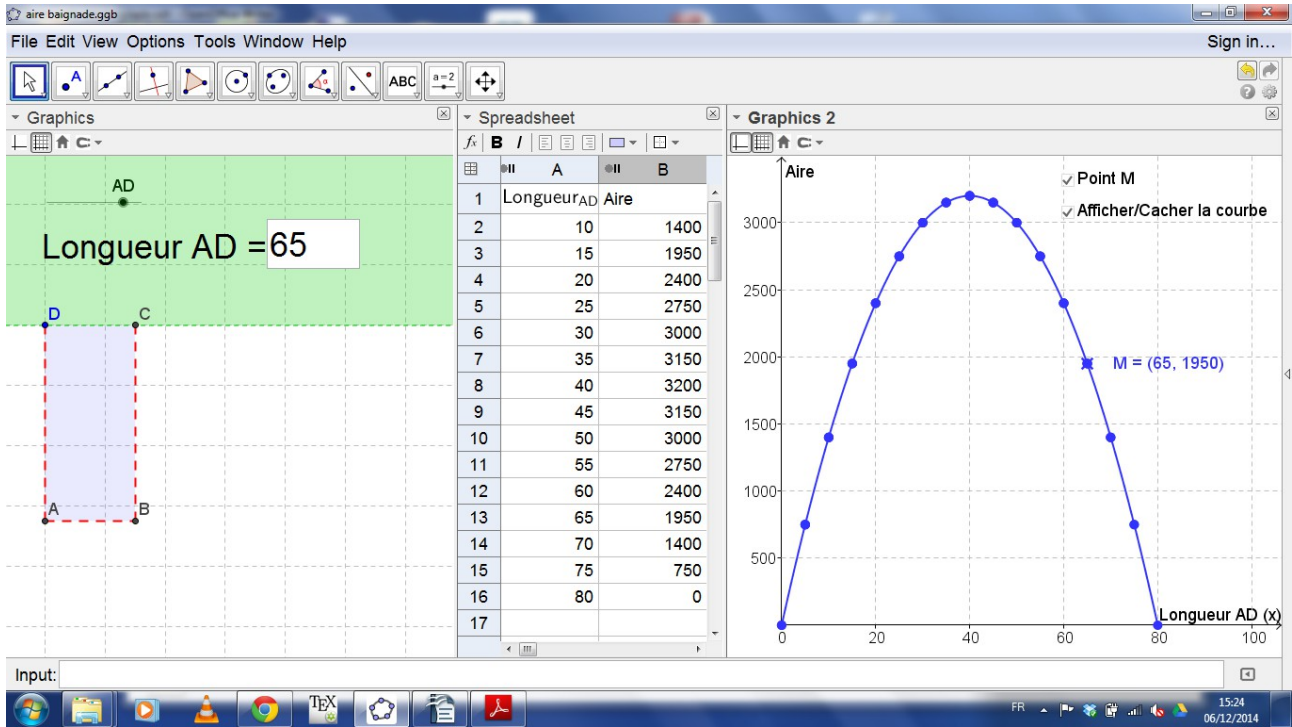 aire baignade.ggb
File Edit View Options Tools Window Help
Sign in...
A
ABC
a=2
Graphics
Spreadsheet
Graphics 2
fx B I
A B
1 LongueurAD Aire
2 10 1400
3 15 1950
4 20 2400
5 25 2750
6 30 3000
7 35 3150
8 40 3200
9 45 3150
10 50 3000
11 55 2750
12 60 2400
13 65 1950
14 70 1400
15 75 750
16 80 0
17
AD
Longueur AD =65
D C
A B
Aire
Point M
Afficher/Cacher la courbe
3000
2500
2000
M = (65, 1950)
1500
1000
500
Longueur AD (x)
0 20 40 60 80 100
Input:
TEX
FR
15:24
06/12/2014